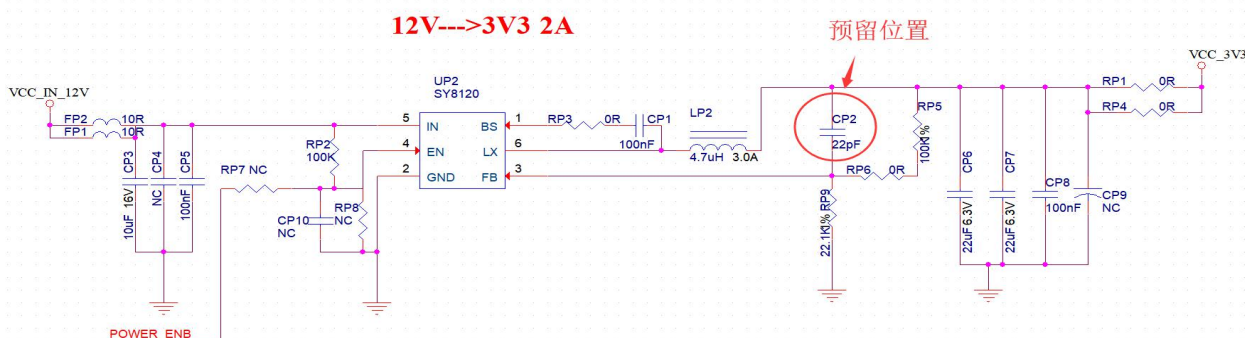 12V--->3V3 2A
预留位置
VCC_3V3
VCC_IN_12V
UP2
SY8120
RP1 0R
FP2 10R
FP1 10R
5 IN BS 1
RP3 0R
CP1
100nF
LP2
4.7uH 3.0A
CP2
22pF
RP5
100K1%
RP4 0R
4 EN LX 6
2 GND FB 3
RP2
100K
RP7 NC
RP6 0R
CP3
10uF 16V
CP4
NC
CP5
100nF
CP10
NC
RP8
NC
RP9
22.1K1%
CP6
22uF 6.3V
CP7
22uF 6.3V
CP8
100nF
CP9
NC
POWER_ENB